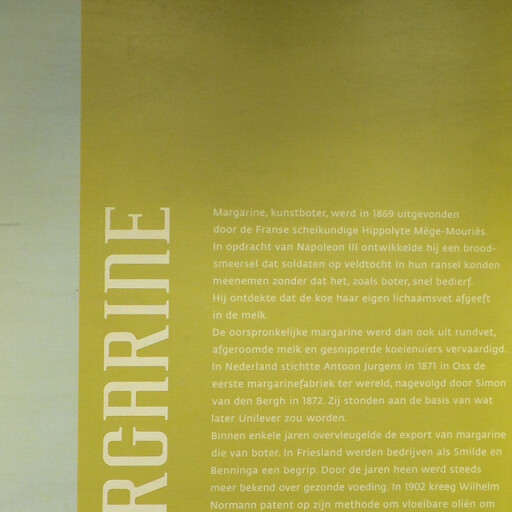 RGARINE
Margarine, kunstboter, werd in 1869 uitgevonden
door de Franse scheikundige Hippolyte Mège-Mouriès.
In opdracht van Napoleon III ontwikkelde hij een brood-
smeersel dat soldaten op veldtocht in hun ransel konden
meenemen zonder dat het, zoals boter, snel bedierf.
Hij ontdekte dat de koe haar eigen lichaamsvet afgeeft
in de melk.
De oorspronkelijke margarine werd dan ook uit rundvet,
afgeroomde melk en gesnipperde koeienuiers vervaardigd.
In Nederland stichtte Antoon Jurgens in 1871 in Oss de
eerste margarinefabriek ter wereld, nagevolgd door Simon
van den Bergh in 1872. Zij stonden aan de basis van wat
later Unilever zou worden.
Binnen enkele jaren overvleugelde de export van margarine
die van boter. In Friesland werden bedrijven als Smilde en
Benninga een begrip. Door de jaren heen werd steeds
meer bekend over gezonde voeding. In 1902 kreeg Wilhelm
Normann patent op zijn methode om vloeibare oliën om